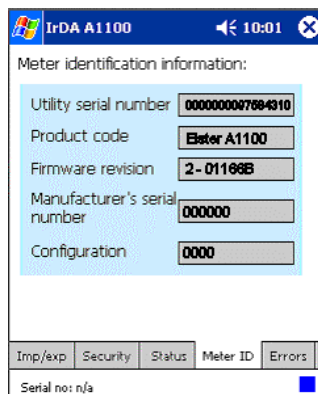 IrDA A1100 10:01
Meter identification information:
Utility serial number 0000000097584310
Product code Elster A1100
Firmware revision 2-01166B
Manufacturer's serial
number 000000
Configuration 0000
Imp/exp Security Status Meter ID Errors
Serial no: n/a